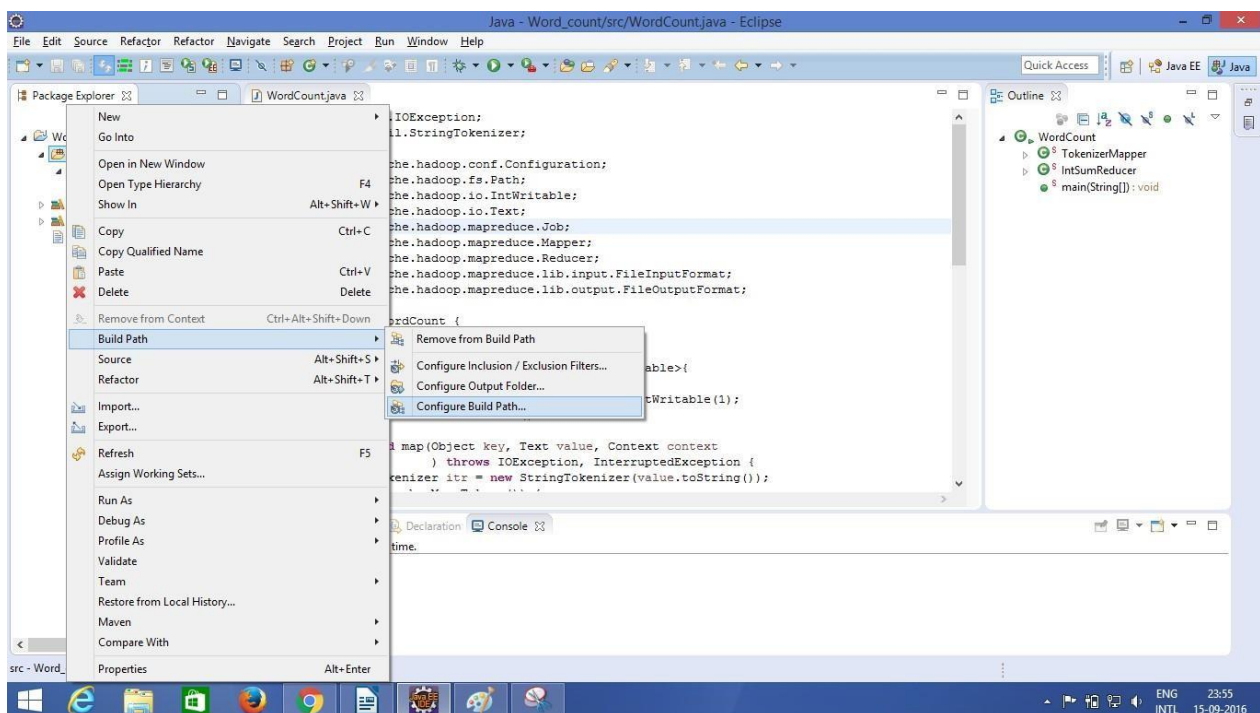 Java - Word_count/src/WordCount.java - Eclipse
File Edit Source Refactor Refactor Navigate Search Project Run Window Help
Quick Access
Java EE
Java
Package Explorer
WordCount.java
Outline
New
Go Into
Open in New Window
Open Type Hierarchy F4
Show In Alt+Shift+W
Copy Ctrl+C
Copy Qualified Name
Paste Ctrl+V
Delete Delete
Remove from Context Ctrl+Alt+Shift+Down
Build Path
Source Alt+Shift+S
Refactor Alt+Shift+T
Import...
Export...
Refresh F5
Assign Working Sets...
Run As
Debug As
Profile As
Validate
Team
Restore from Local History...
Maven
Compare With
Properties Alt+Enter
Remove from Build Path
Configure Inclusion / Exclusion Filters...
Configure Output Folder...
Configure Build Path...
.IOException;
il.StringTokenizer;
che.hadoop.conf.Configuration;
che.hadoop.fs.Path;
che.hadoop.io.IntWritable;
che.hadoop.io.Text;
che.hadoop.mapreduce.Job;
che.hadoop.mapreduce.Mapper;
che.hadoop.mapreduce.Reducer;
che.hadoop.mapreduce.lib.input.FileInputFormat;
che.hadoop.mapreduce.lib.output.FileOutputFormat;
ordCount {
able>{
tWritable(1);
d map(Object key, Text value, Context context
) throws IOException, InterruptedException {
kenizer itr = new StringTokenizer(value.toString());
WordCount
TokenizerMapper
IntSumReducer
main(String[]) : void
Declaration
Console
time.
src - Word_
ENG
INTL
23:55
15-09-2016